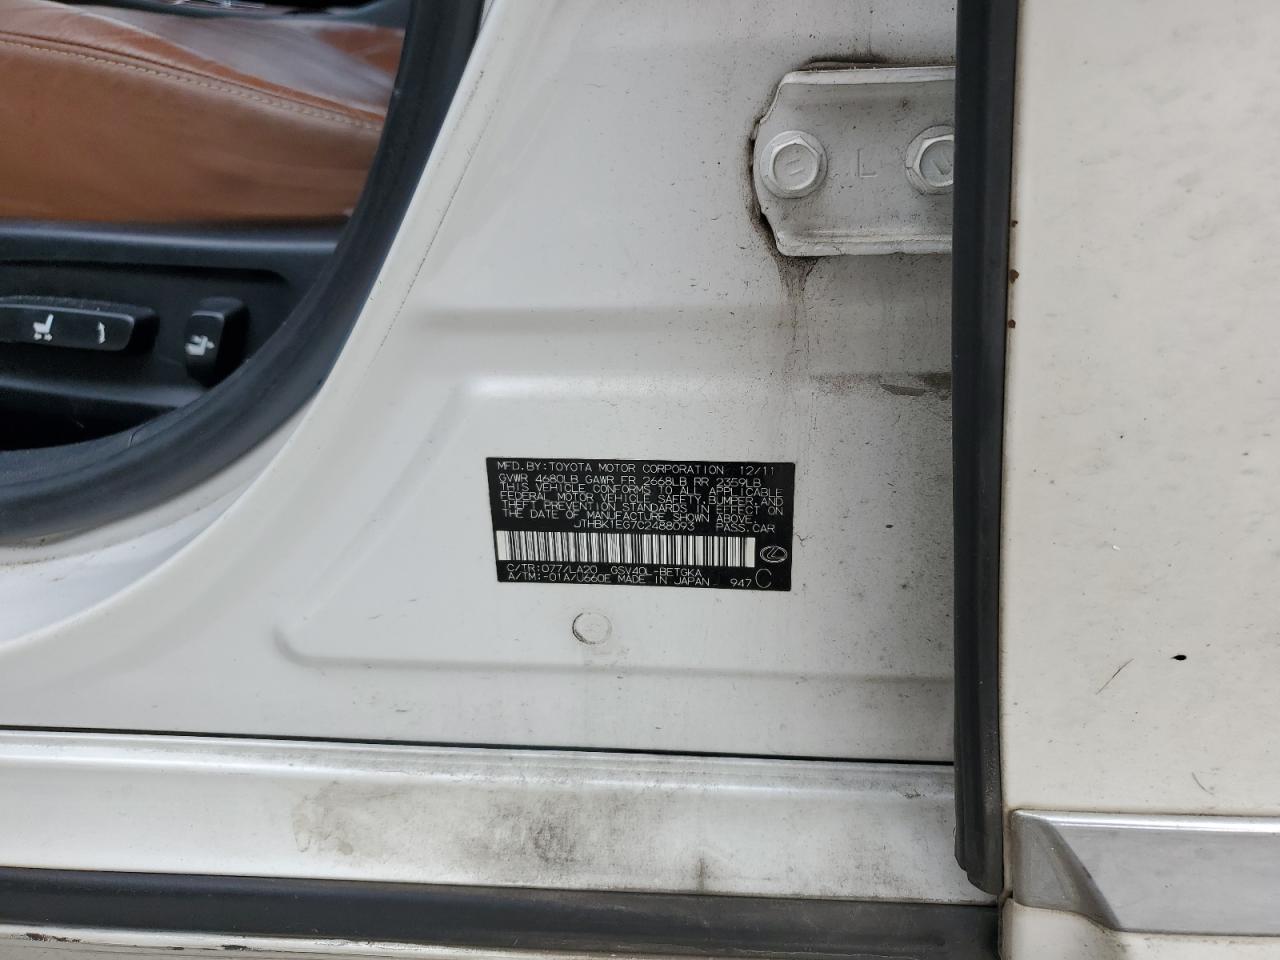 MFD.BY:TOYOTA MOTOR CORPORATION 12/11
GVWR 4680LB GAWR FR 2668LB RR 2359LB
THIS VEHICLE CONFORMS TO ALL APPLICABLE
FEDERAL MOTOR VEHICLE SAFETY,BUMPER,AND
THEFT PREVENTION STANDARDS IN EFFECT ON
THE DATE OF MANUFACTURE SHOWN ABOVE.
JTHBK1EG7C2488093 PASS.CAR
C/TR:077/LA20 GSV40L-BETGKA
A/TM:-01A/U660E MADE IN JAPAN 947 C
L